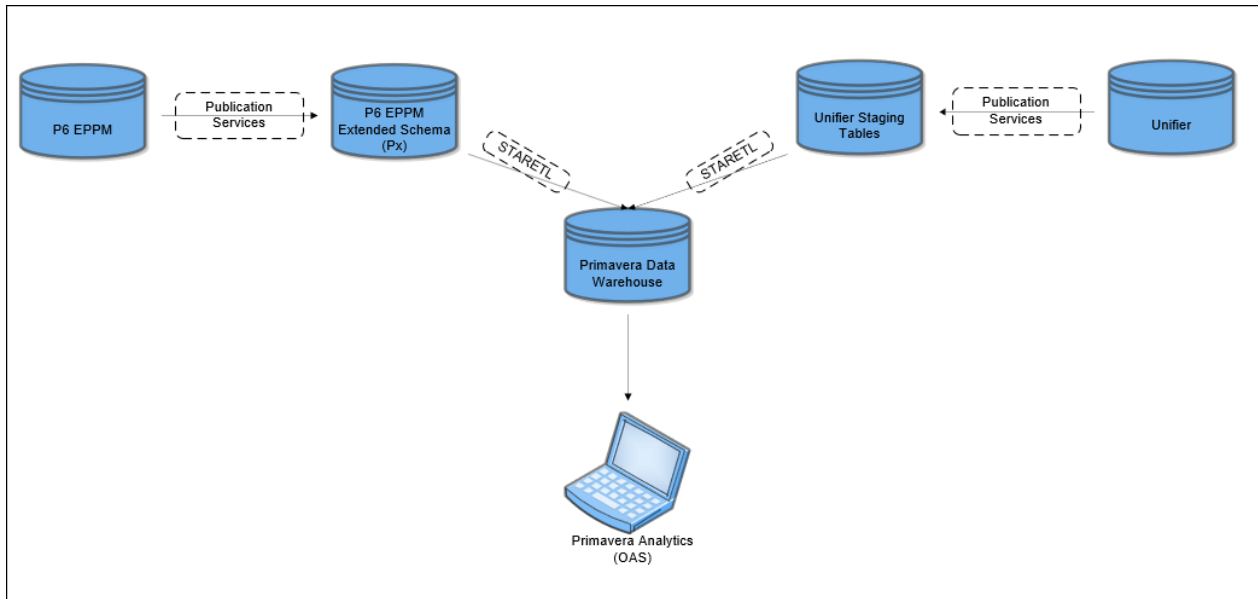 P6 EPPM
Publication
Services
P6 EPPM
Extended Schema
(Px)
Unifier Staging
Tables
Publication
Services
Unifier
STARETL
STARETL
Primavera Data
Warehouse
Primavera Analytics
(OAS)